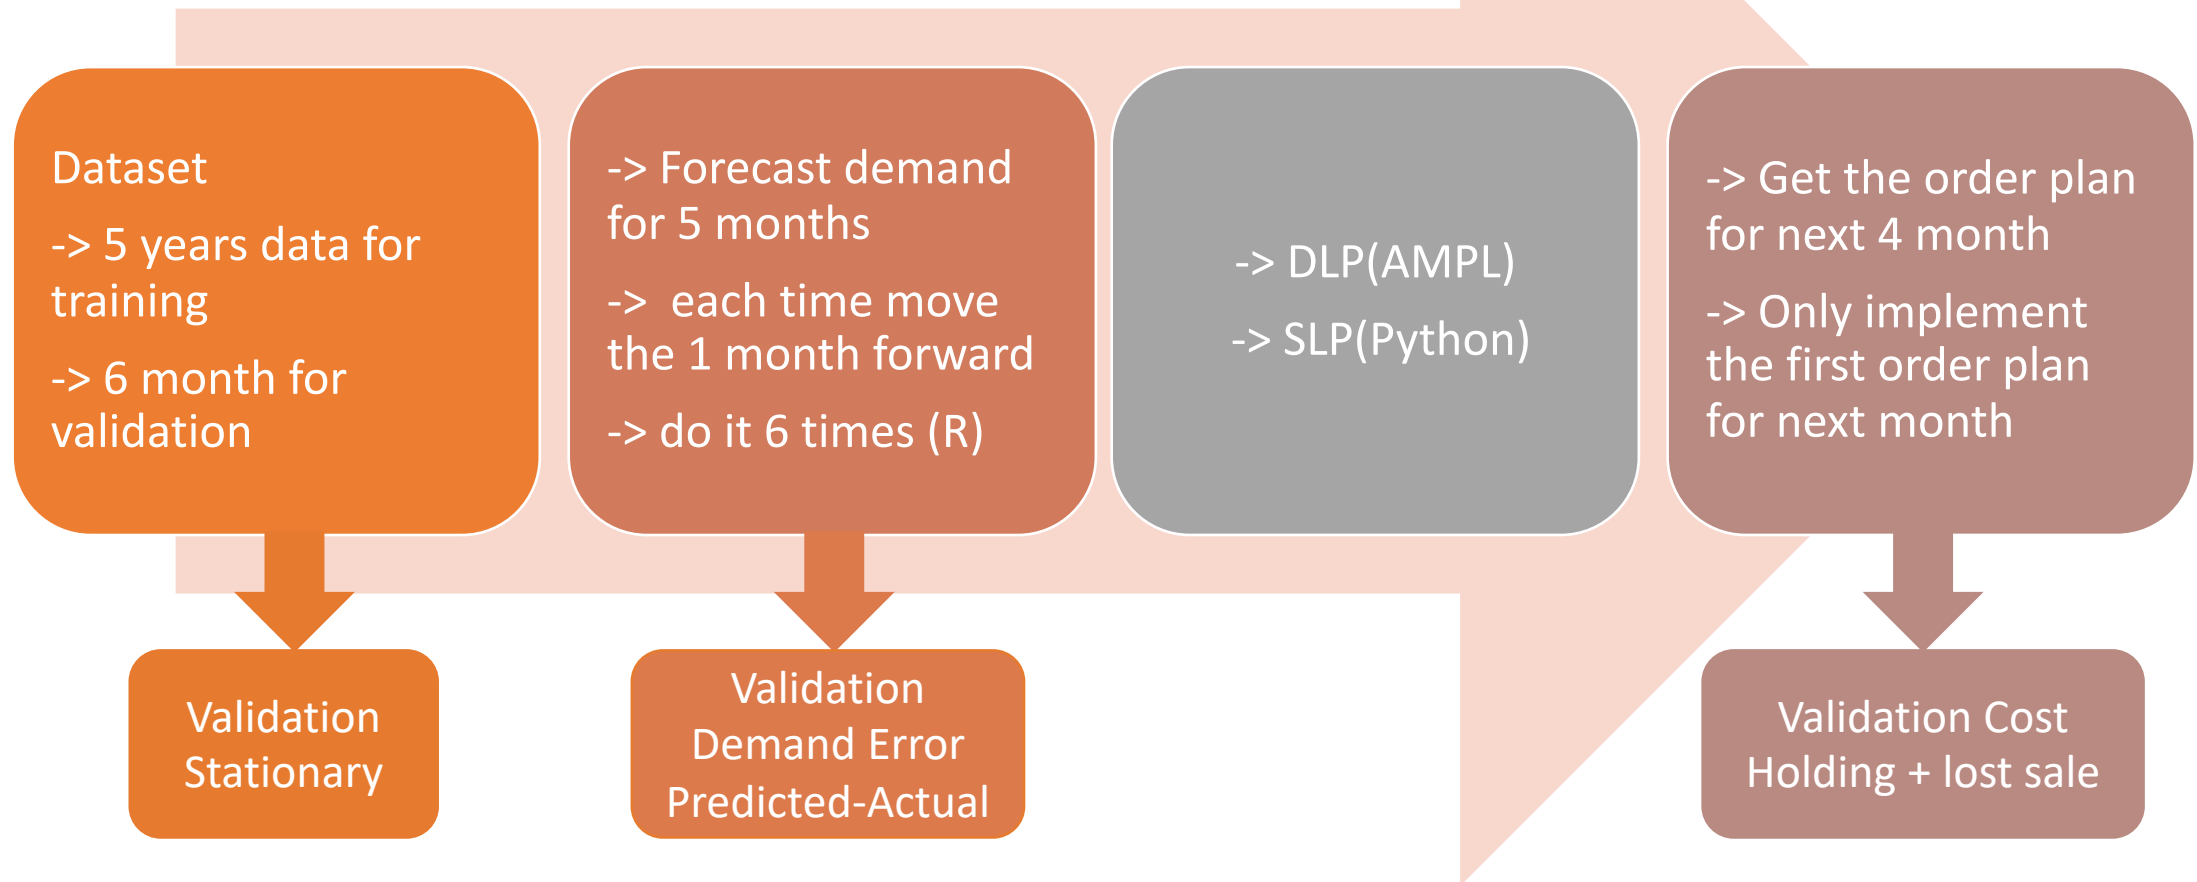 Dataset
-> 5 years data for
training
-> 6 month for
validation
-> Forecast demand
for 5 months
->  each time move
the 1 month forward
-> do it 6 times (R)
-> DLP(AMPL)
-> SLP(Python)
-> Get the order plan
for next 4 month
-> Only implement
the first order plan
for next month
Validation
Stationary
Validation
Demand Error
Predicted-Actual
Validation Cost
Holding + lost sale